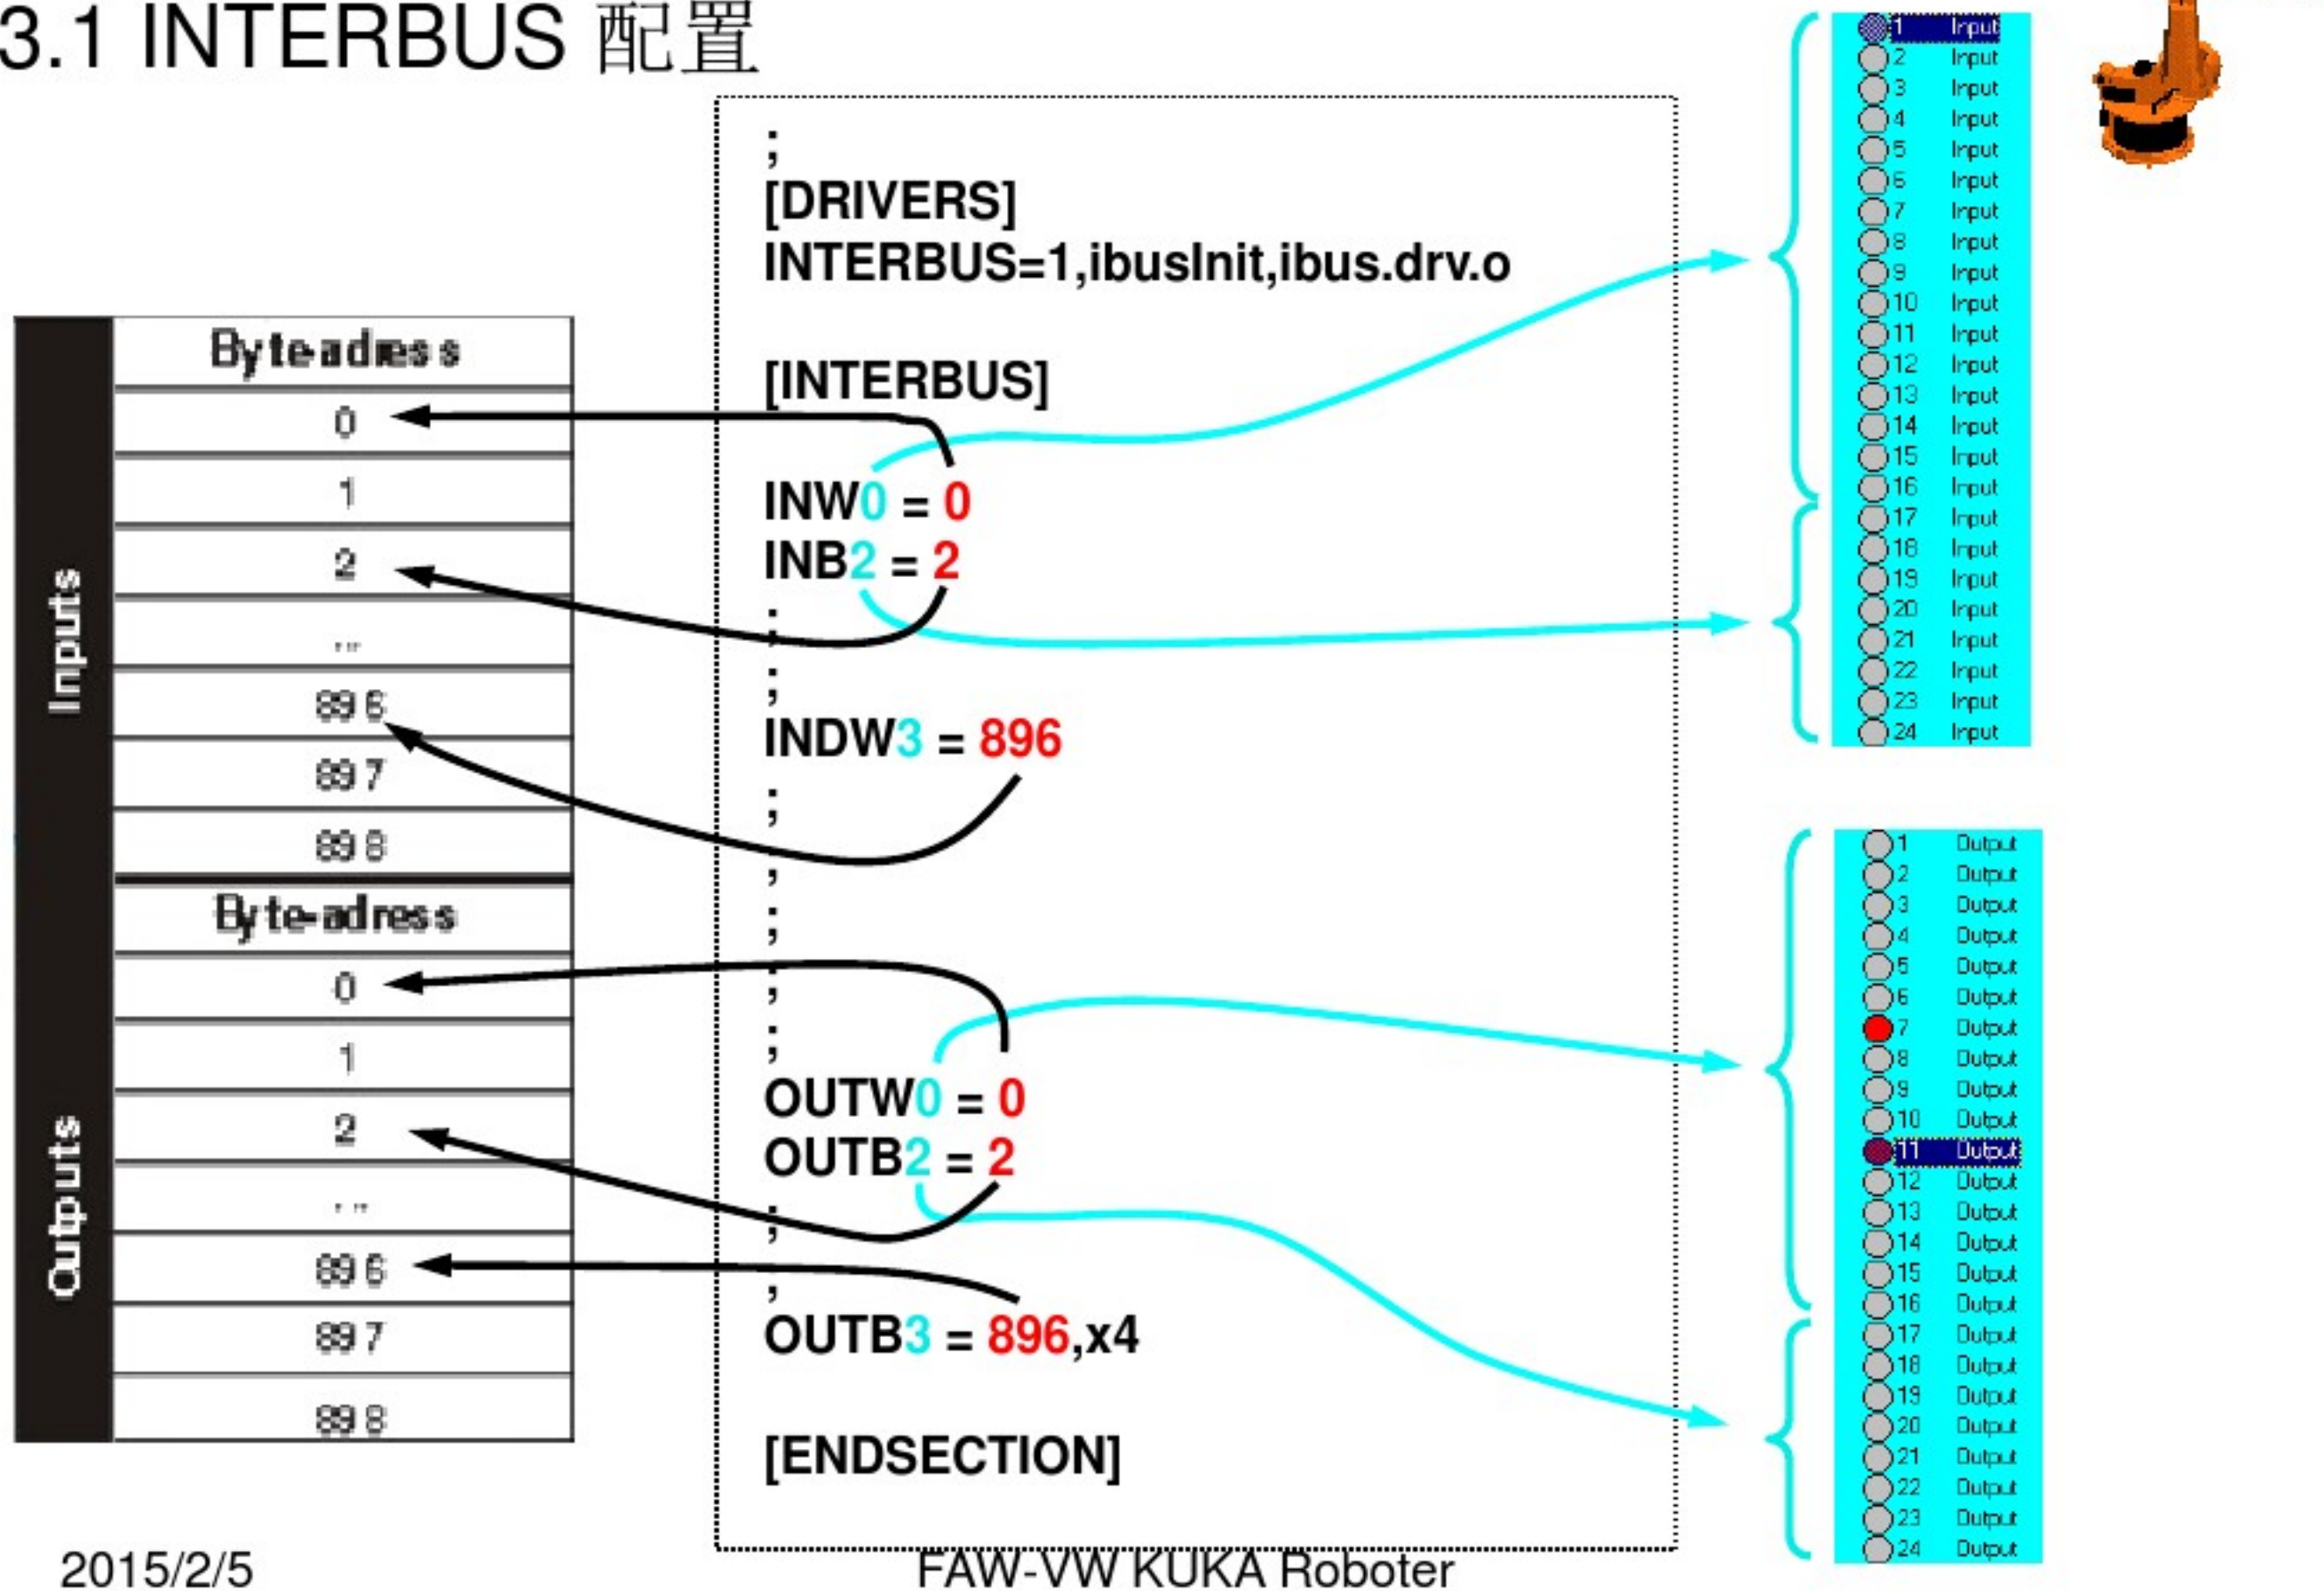 3.1 INTERBUS 配置
Inputs
Byte-adress
0
1
2
...
896
897
898
Outputs
Byte-adress
0
1
2
...
896
897
898
;
[DRIVERS]
INTERBUS=1,ibusInit,ibus.drv.o
[INTERBUS]
INW0 = 0
INB2 = 2
;
;
INDW3 = 896
;
;
;
;
;
OUTW0 = 0
OUTB2 = 2
;
;
OUTB3 = 896,x4
[ENDSECTION]
1 Input
2 Input
3 Input
4 Input
5 Input
6 Input
7 Input
8 Input
9 Input
10 Input
11 Input
12 Input
13 Input
14 Input
15 Input
16 Input
17 Input
18 Input
19 Input
20 Input
21 Input
22 Input
23 Input
24 Input
1 Output
2 Output
3 Output
4 Output
5 Output
6 Output
7 Output
8 Output
9 Output
10 Output
11 Output
12 Output
13 Output
14 Output
15 Output
16 Output
17 Output
18 Output
19 Output
20 Output
21 Output
22 Output
23 Output
24 Output
2015/2/5
FAW-VW KUKA Roboter